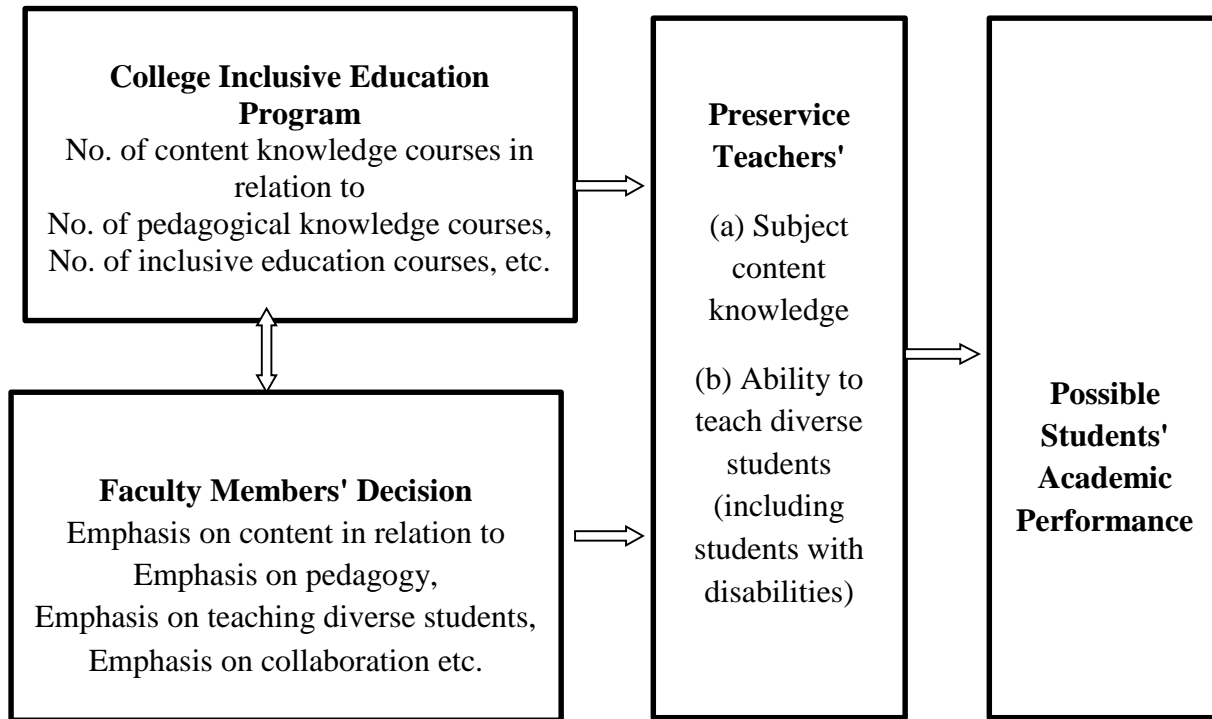 College Inclusive Education
Program
No. of content knowledge courses in
relation to
No. of pedagogical knowledge courses,
No. of inclusive education courses, etc.
Faculty Members' Decision
Emphasis on content in relation to
Emphasis on pedagogy,
Emphasis on teaching diverse students,
Emphasis on collaboration etc.
Preservice
Teachers'
(a) Subject
content
knowledge
(b) Ability to
teach diverse
students
(including
students with
disabilities)
Possible
Students'
Academic
Performance